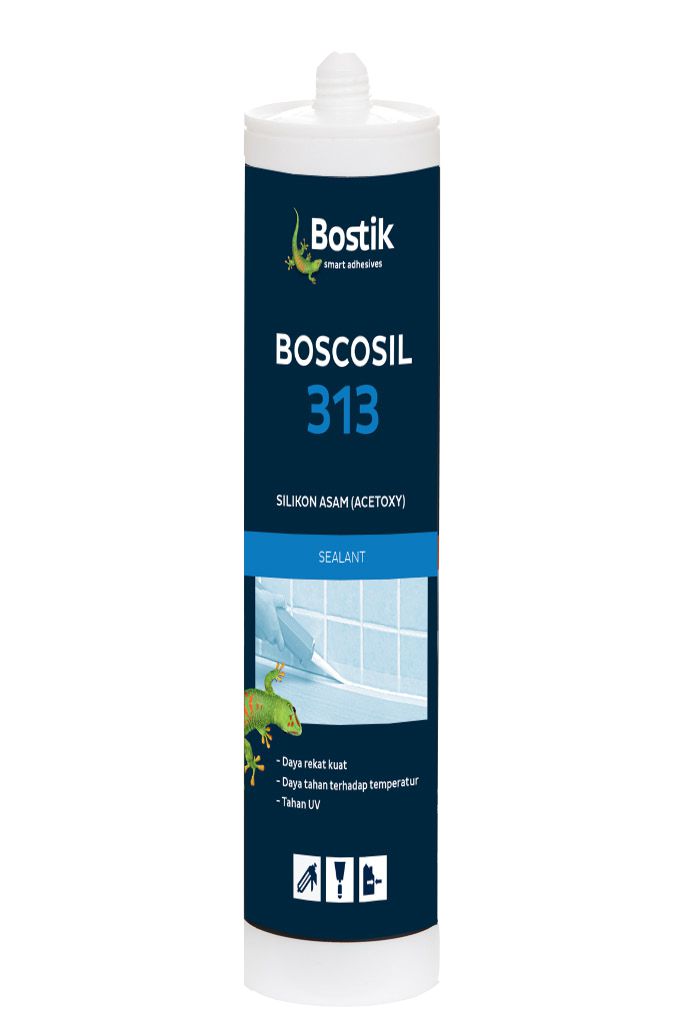 Bostik
smart adhesives
BOSCOSIL
313
SILIKON ASAM (ACETOXY)
SEALANT
- Daya rekat kuat
- Daya tahan terhadap temperatur
- Tahan UV